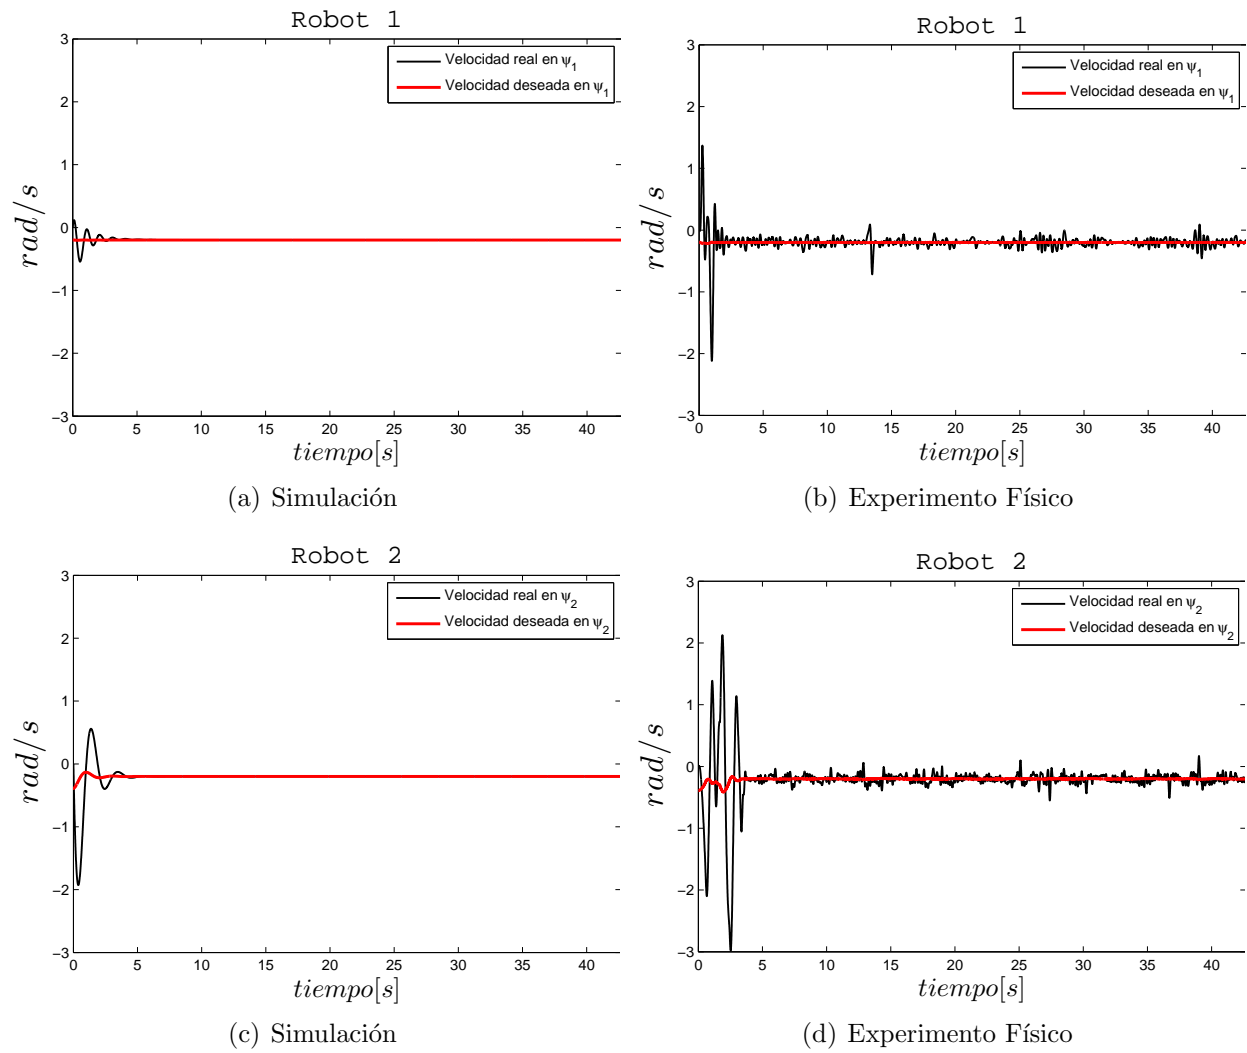 Robot 1
3
2
1
0
−1
−2
−3
rad/s
Velocidad real en ψ1
Velocidad deseada en ψ1
0 5 10 15 20 25 30 35 40
tiempo[s]
(a) Simulación
Robot 1
3
2
1
0
−1
−2
−3
rad/s
Velocidad real en ψ1
Velocidad deseada en ψ1
0 5 10 15 20 25 30 35 40
tiempo[s]
(b) Experimento Físico
Robot 2
3
2
1
0
−1
−2
−3
rad/s
Velocidad real en ψ2
Velocidad deseada en ψ2
0 5 10 15 20 25 30 35 40
tiempo[s]
(c) Simulación
Robot 2
3
2
1
0
−1
−2
−3
rad/s
Velocidad real en ψ2
Velocidad deseada en ψ2
0 5 10 15 20 25 30 35 40
tiempo[s]
(d) Experimento Físico